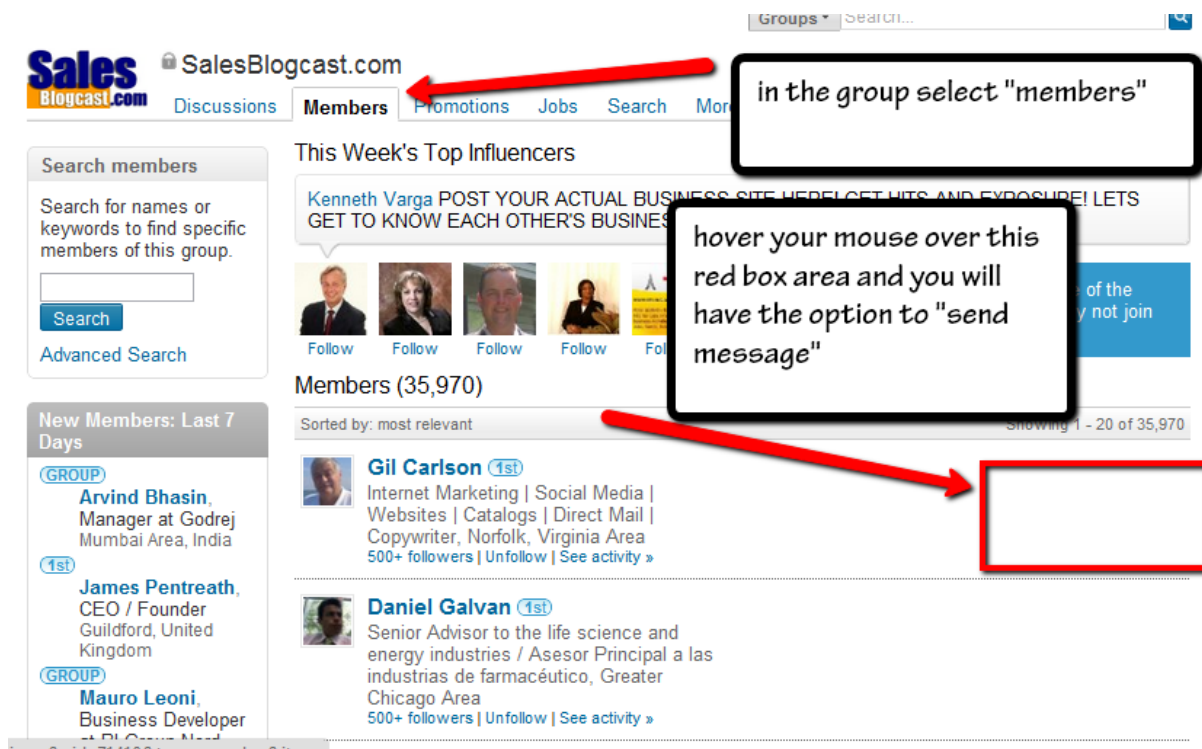 Groups Search...
Sales
Blogcast.com
SalesBlogcast.com
Discussions Members Promotions Jobs Search
in the group select "members"
Search members
Search for names or
keywords to find specific
members of this group.
Search
Advanced Search
This Week's Top Influencers
Kenneth Varga POST YOUR ACTUAL BUSINESS SITE HERE! GET HITS AND EXPOSURE! LETS
GET TO KNOW EACH OTHER'S
hover your mouse over this
red box area and you will
have the option to "send
message"
of the
not join
Follow Follow Follow Follow
Members (35,970)
Sorted by: most relevant Showing 1 - 20 of 35,970
New Members: Last 7
Days
GROUP
Arvind Bhasin,
Manager at Godrej
Mumbai Area, India
1st
James Pentreath,
CEO / Founder
Guildford, United
Kingdom
GROUP
Mauro Leoni,
Business Developer
Gil Carlson 1st
Internet Marketing | Social Media |
Websites | Catalogs | Direct Mail |
Copywriter, Norfolk, Virginia Area
500+ followers | Unfollow | See activity »
Daniel Galvan 1st
Senior Advisor to the life science and
energy industries / Asesor Principal a las
industrias de farmacéutico, Greater
Chicago Area
500+ followers | Unfollow | See activity »